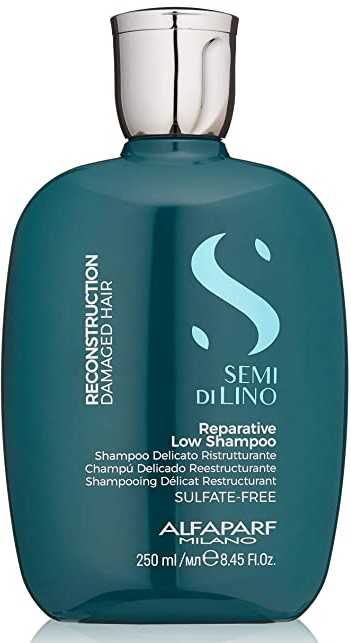 RECONSTRUCTION
DAMAGED HAIR
SEMI
DI LINO
Reparative
Low Shampoo
Shampoo Delicato Ristrutturante
Champú Delicado Reestructurante
Shampooing Délicat Restructurant
SULFATE-FREE
ALFAPARF
MILANO
250 ml /мл℮8.45 Fl.Oz.